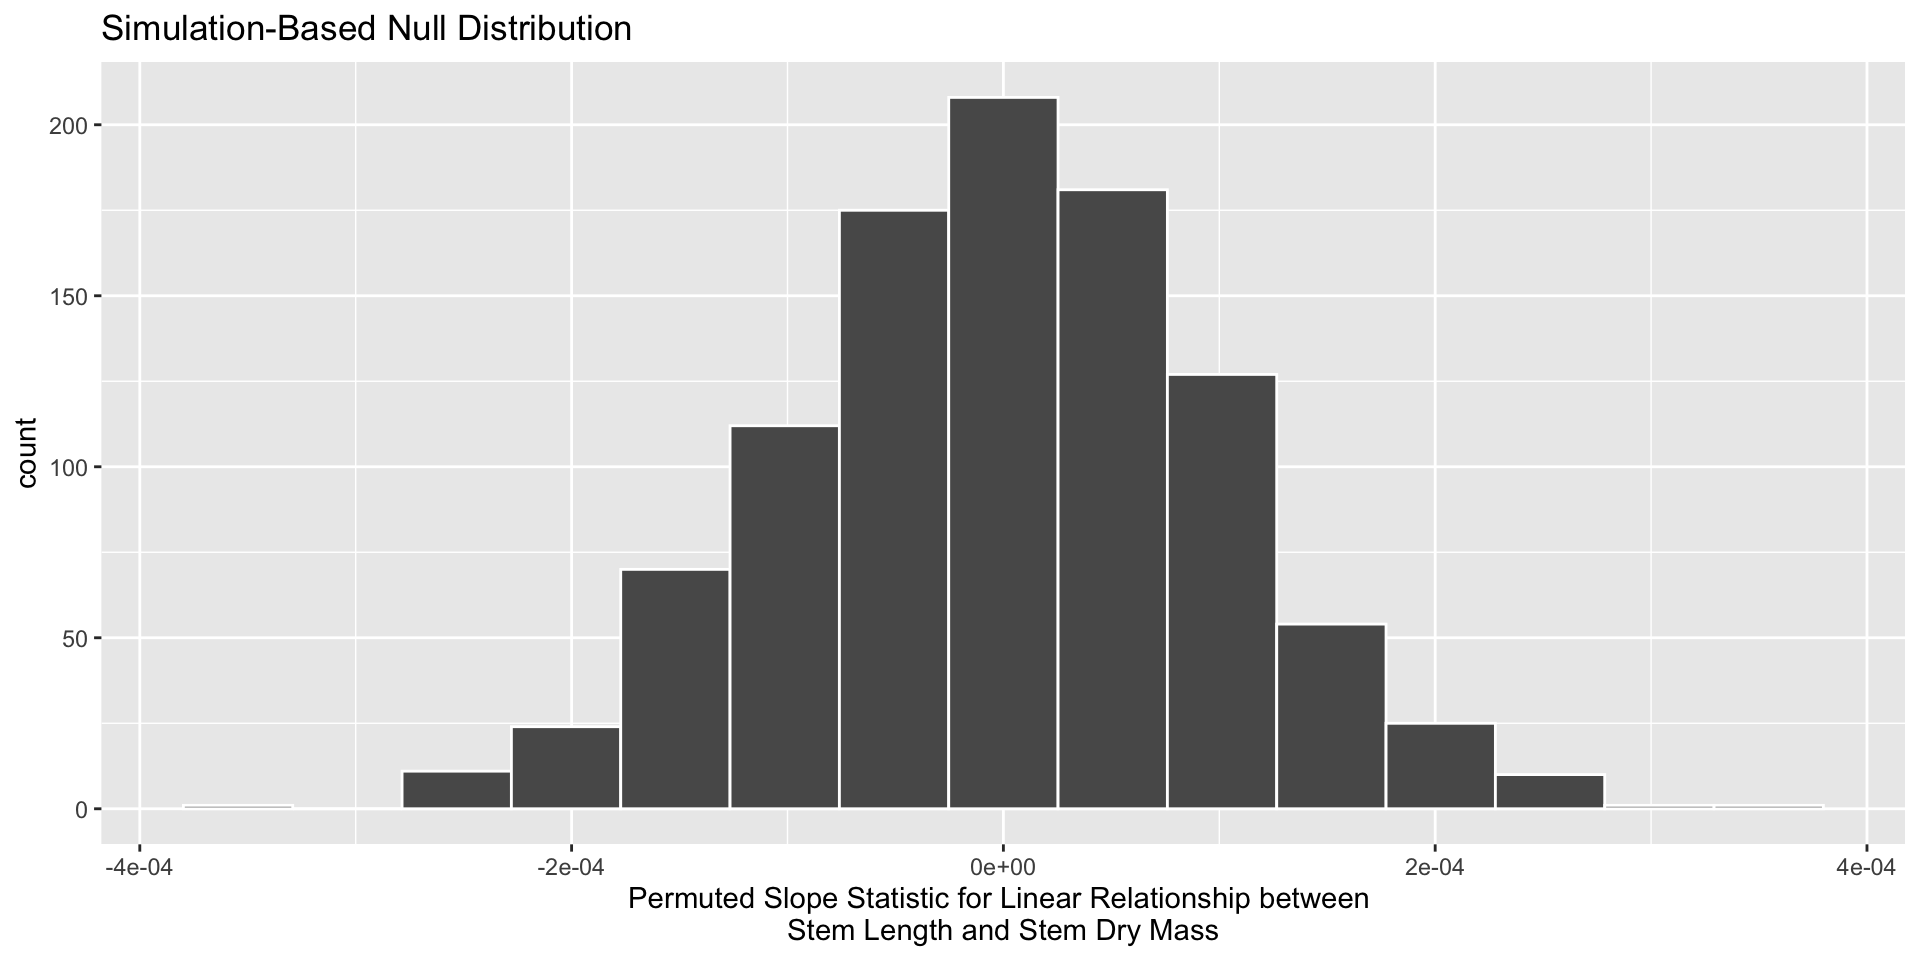 Simulation-Based Null Distribution
200
150
100
50
0
count
-4e-04
-2e-04
0e+00
2e-04
4e-04
Permuted Slope Statistic for Linear Relationship between
Stem Length and Stem Dry Mass